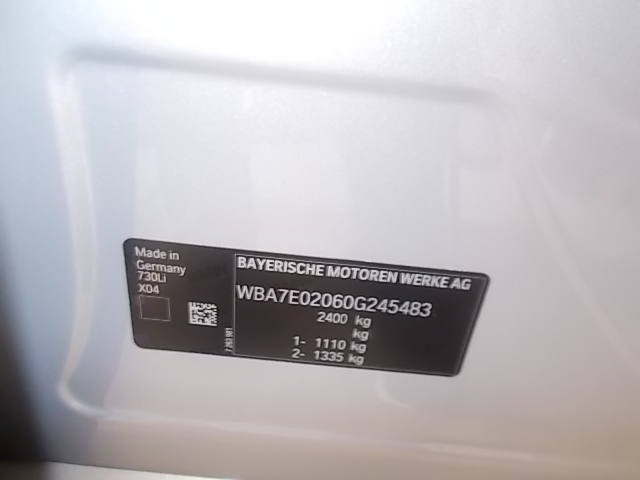 Made in
Germany
730Li
X04
BAYERISCHE MOTOREN WERKE AG
WBA7E02060G245483
2400 kg
kg
1- 1110 kg
2- 1335 kg